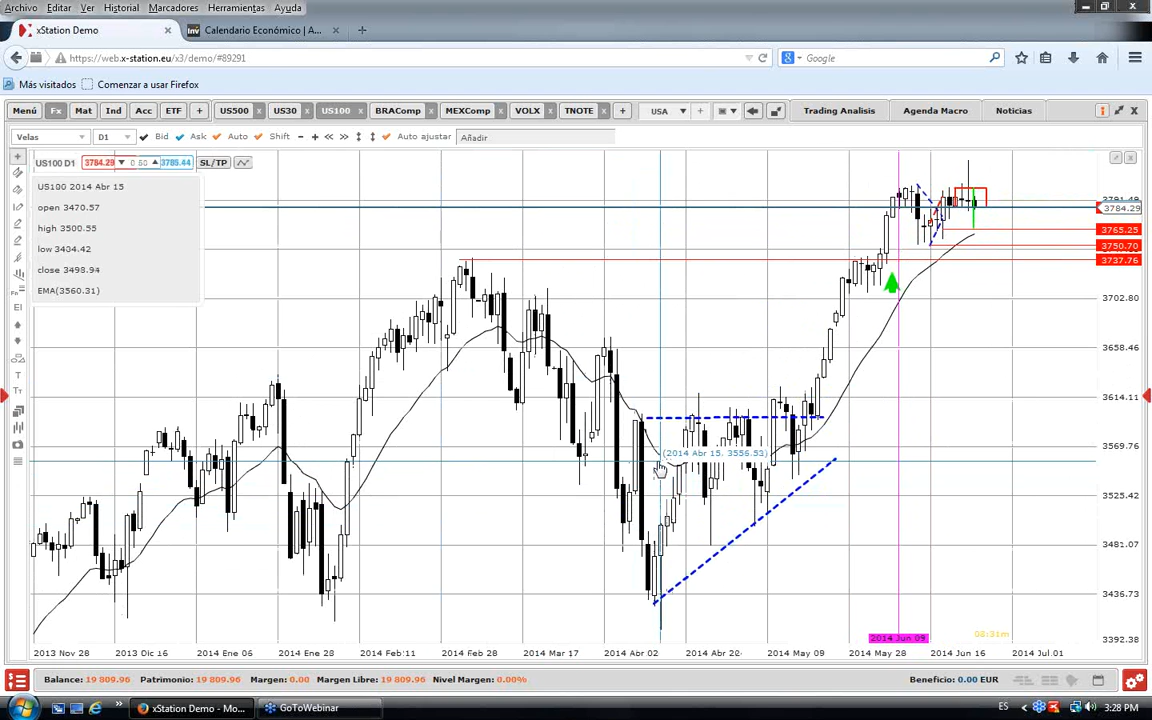 Archivo Editar Ver Historial Marcadores Herramientas Ayuda
xStation Demo × Inv Calendario Económico | A... × +
https://web.x-station.eu/x3/demo/#89291 Google
Más visitados Comenzar a usar Firefox
Menú Fx Mat Ind Acc ETF + US500 x US30 x US100 x BRAComp x MEXComp x VOLX x TNOTE x + USA Trading Analisis Agenda Macro Noticias
Velas D1 Bid Ask Auto Shift Auto ajustar Añadir
US100 D1 3784.29 0.50 3785.44 SL/TP
US100 2014 Abr 15
open 3470.57
high 3500.55
low 3404.42
close 3498.94
EMA(3560.31)
3791.49
3784.29
3765.25
3750.70
3737.76
3702.80
3658.46
3614.11
(2014 Abr 15, 3556.53)
3569.76
3525.42
3481.07
3436.73
3392.38
2014 Jun 09
03:31m
2013 Nov 28 2013 Dic 16 2014 Ene 06 2014 Ene 28 2014 Feb:11 2014 Feb 28 2014 Mar 17 2014 Abr 02 2014 Abr 21 2014 May 09 2014 May 28 2014 Jun 16 2014 Jul.01
Balance: 19 809.96 Patrimonio: 19 809.96 Margen: 0.00 Margen Libre: 19 809.96 Nivel Margen: 0.00% Beneficio: 0.00 EUR
xStation Demo - Mo... GoToWebinar ES 3:28 PM